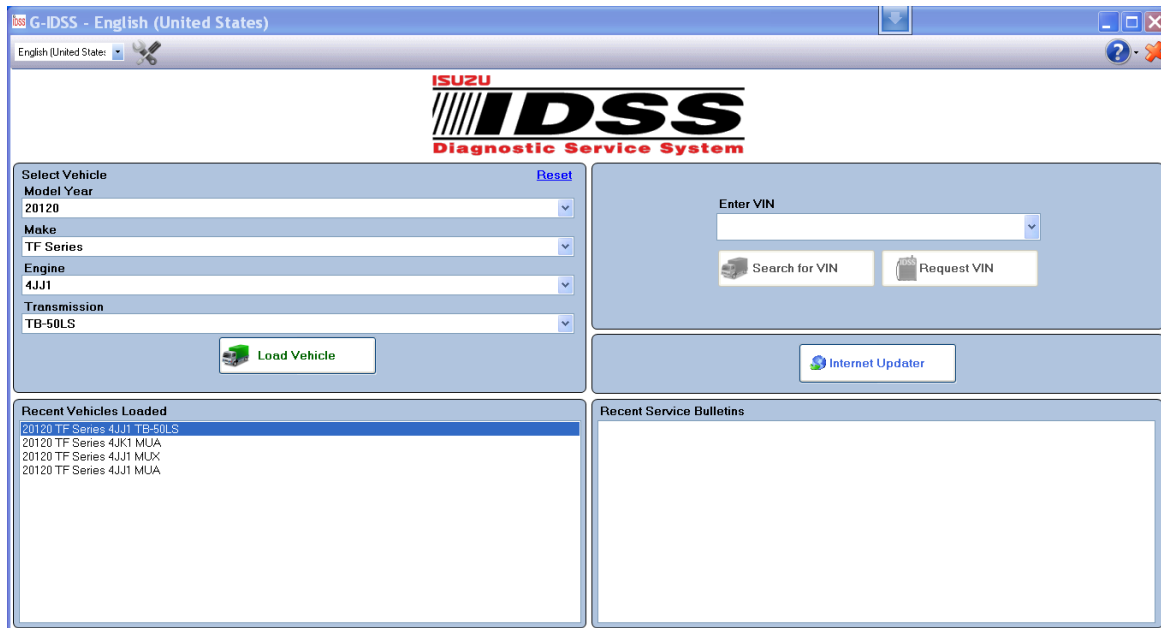 G-IDSS - English (United States)
English (United State:
ISUZU
IDSS
Diagnostic Service System
Select Vehicle
Reset
Model Year
20120
Make
TF Series
Engine
4JJ1
Transmission
TB-50LS
Load Vehicle
Enter VIN
Search for VIN
Request VIN
Internet Updater
Recent Vehicles Loaded
20120 TF Series 4JJ1 TB-50LS
20120 TF Series 4JK1 MUA
20120 TF Series 4JJ1 MUX
20120 TF Series 4JJ1 MUA
Recent Service Bulletins